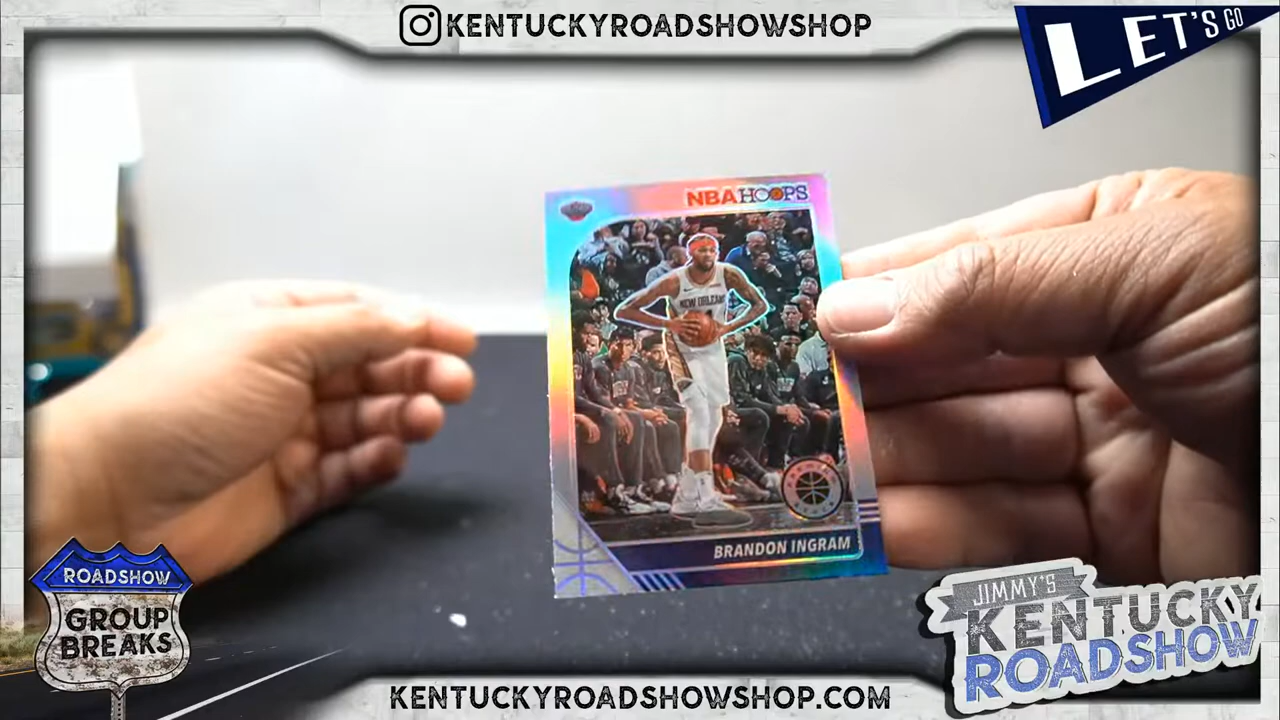 KENTUCKYROADSHOWSHOP
LET'S GO
NBA HOOPS
NEW ORLEANS
BRANDON INGRAM
ROADSHOW
GROUP
BREAKS
JIMMY'S
KENTUCKY
ROADSHOW
KENTUCKYROADSHOWSHOP.COM